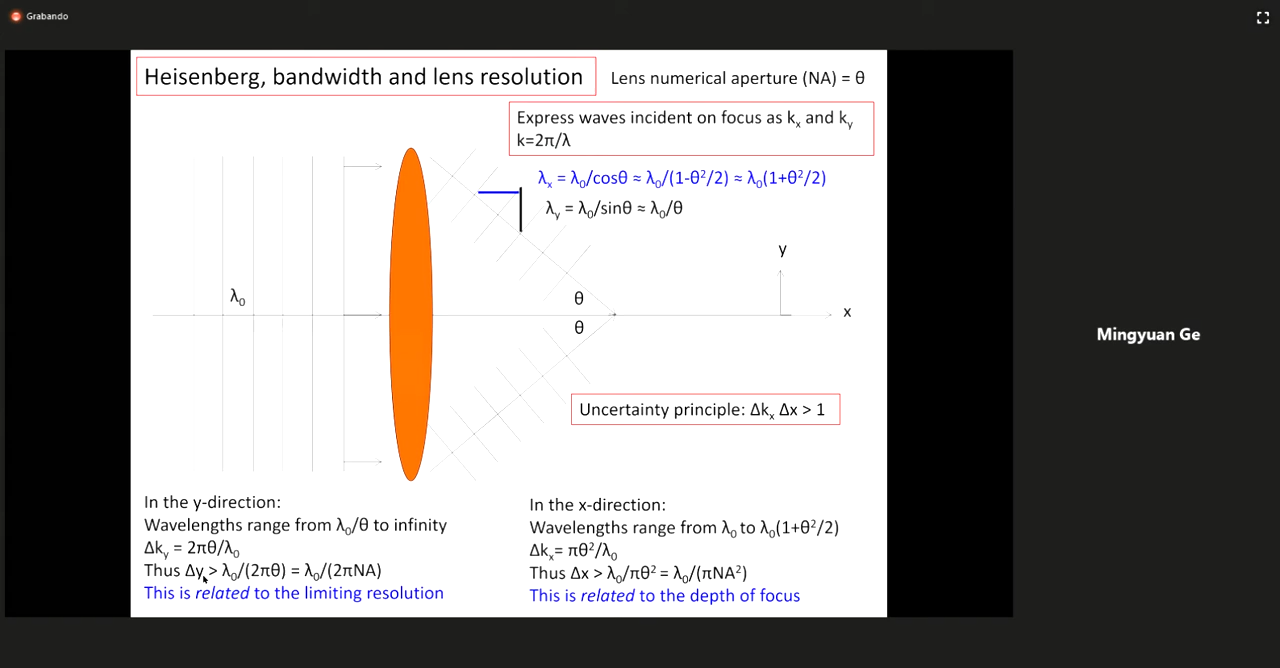 Grabando
Heisenberg, bandwidth and lens resolution
Lens numerical aperture (NA) = θ
Express waves incident on focus as kₓ and kᵧ
k=2π/λ
λₓ = λ₀/cosθ ≈ λ₀/(1-θ²/2) ≈ λ₀(1+θ²/2)
λᵧ = λ₀/sinθ ≈ λ₀/θ
y
λ₀
θ
x
θ
Mingyuan Ge
Uncertainty principle: Δkₓ Δx > 1
In the y-direction:
Wavelengths range from λ₀/θ to infinity
Δkᵧ = 2πθ/λ₀
Thus Δy > λ₀/(2πθ) = λ₀/(2πNA)
This is related to the limiting resolution
In the x-direction:
Wavelengths range from λ₀ to λ₀(1+θ²/2)
Δkₓ= πθ²/λ₀
Thus Δx > λ₀/πθ² = λ₀/(πNA²)
This is related to the depth of focus